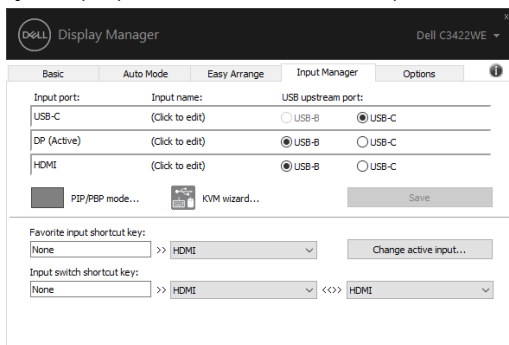 DELL Display Manager
Dell C3422WE
x
Basic Auto Mode Easy Arrange Input Manager Options
Input port: Input name: USB upstream port:
USB-C (Click to edit) USB-B USB-C
DP (Active) (Click to edit) USB-B USB-C
HDMI (Click to edit) USB-B USB-C
PIP/PBP mode... KVM wizard... Save
Favorite input shortcut key:
None >> HDMI Change active input...
Input switch shortcut key:
None >> HDMI <<>> HDMI